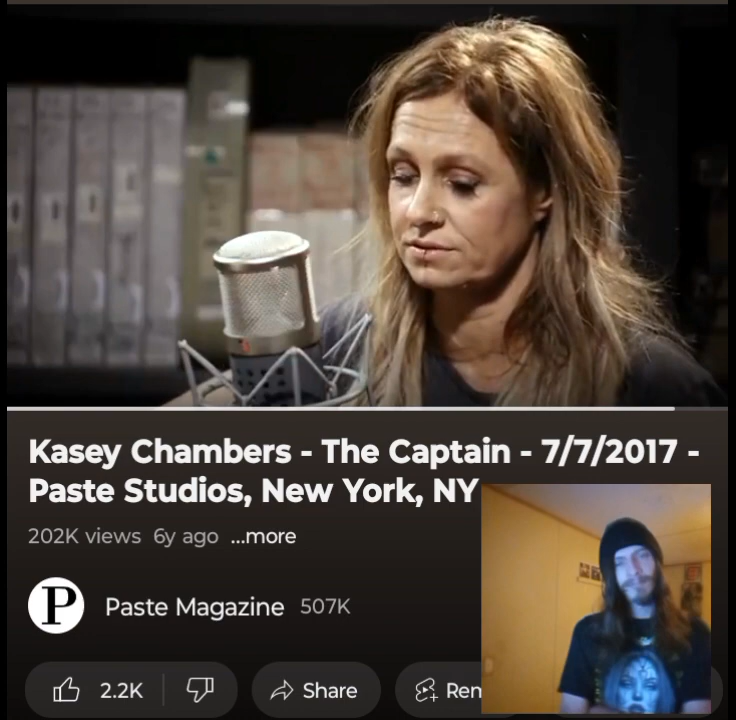 Kasey Chambers - The Captain - 7/7/2017 -
Paste Studios, New York, NY
202K views 6y ago ...more
P Paste Magazine 507K
2.2K Share Rem